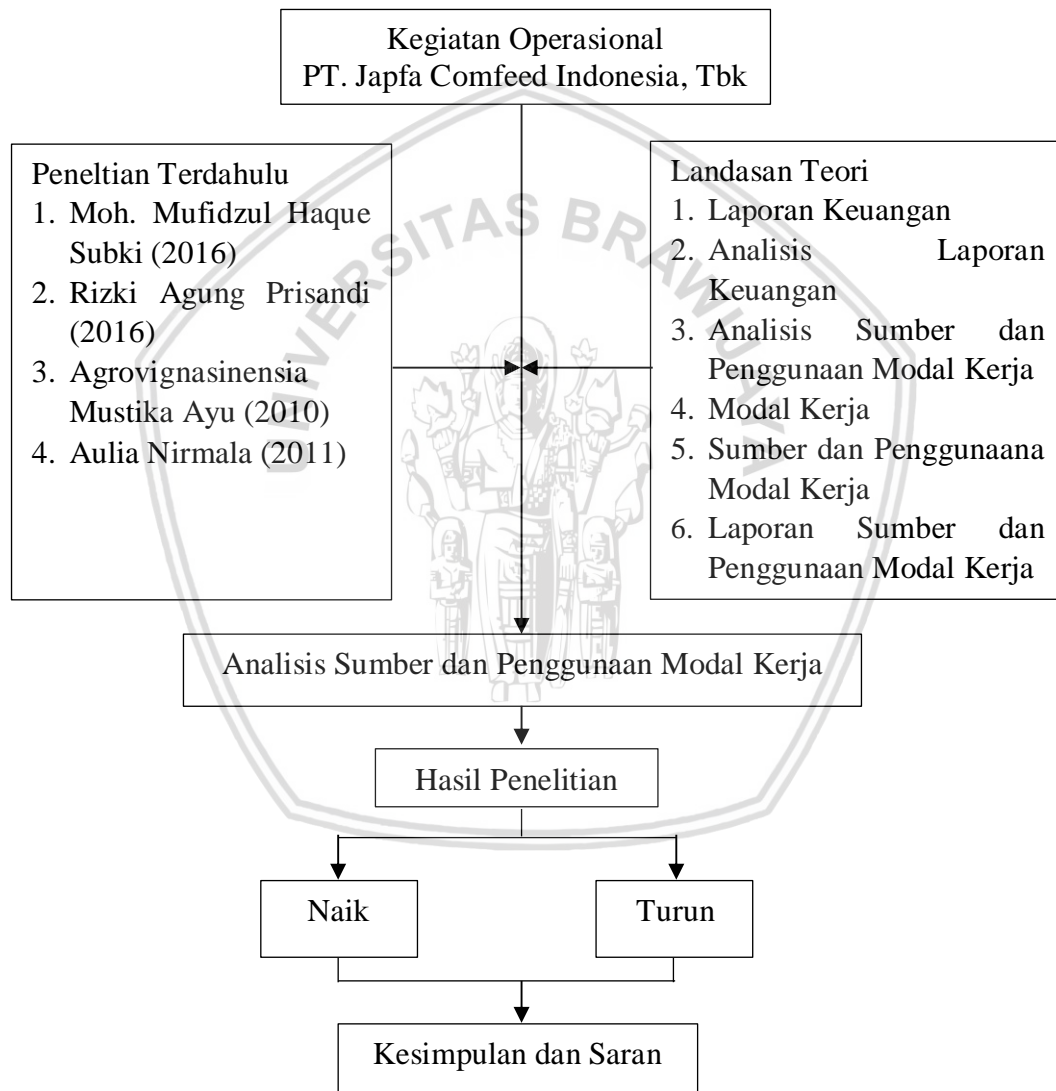 Kegiatan Operasional
PT. Japfa Comfeed Indonesia, Tbk
Peneltian Terdahulu
1. Moh. Mufidzul Haque
Subki (2016)
2. Rizki Agung Prisandi
(2016)
3. Agrovignasinensia
Mustika Ayu (2010)
4. Aulia Nirmala (2011)
Landasan Teori
1. Laporan Keuangan
2. Analisis Laporan
Keuangan
3. Analisis Sumber dan
Penggunaan Modal Kerja
4. Modal Kerja
5. Sumber dan Penggunaana
Modal Kerja
6. Laporan Sumber dan
Penggunaan Modal Kerja
UNIVERSITAS BRAWIJAYA
Analisis Sumber dan Penggunaan Modal Kerja
Hasil Penelitian
Naik
Turun
Kesimpulan dan Saran